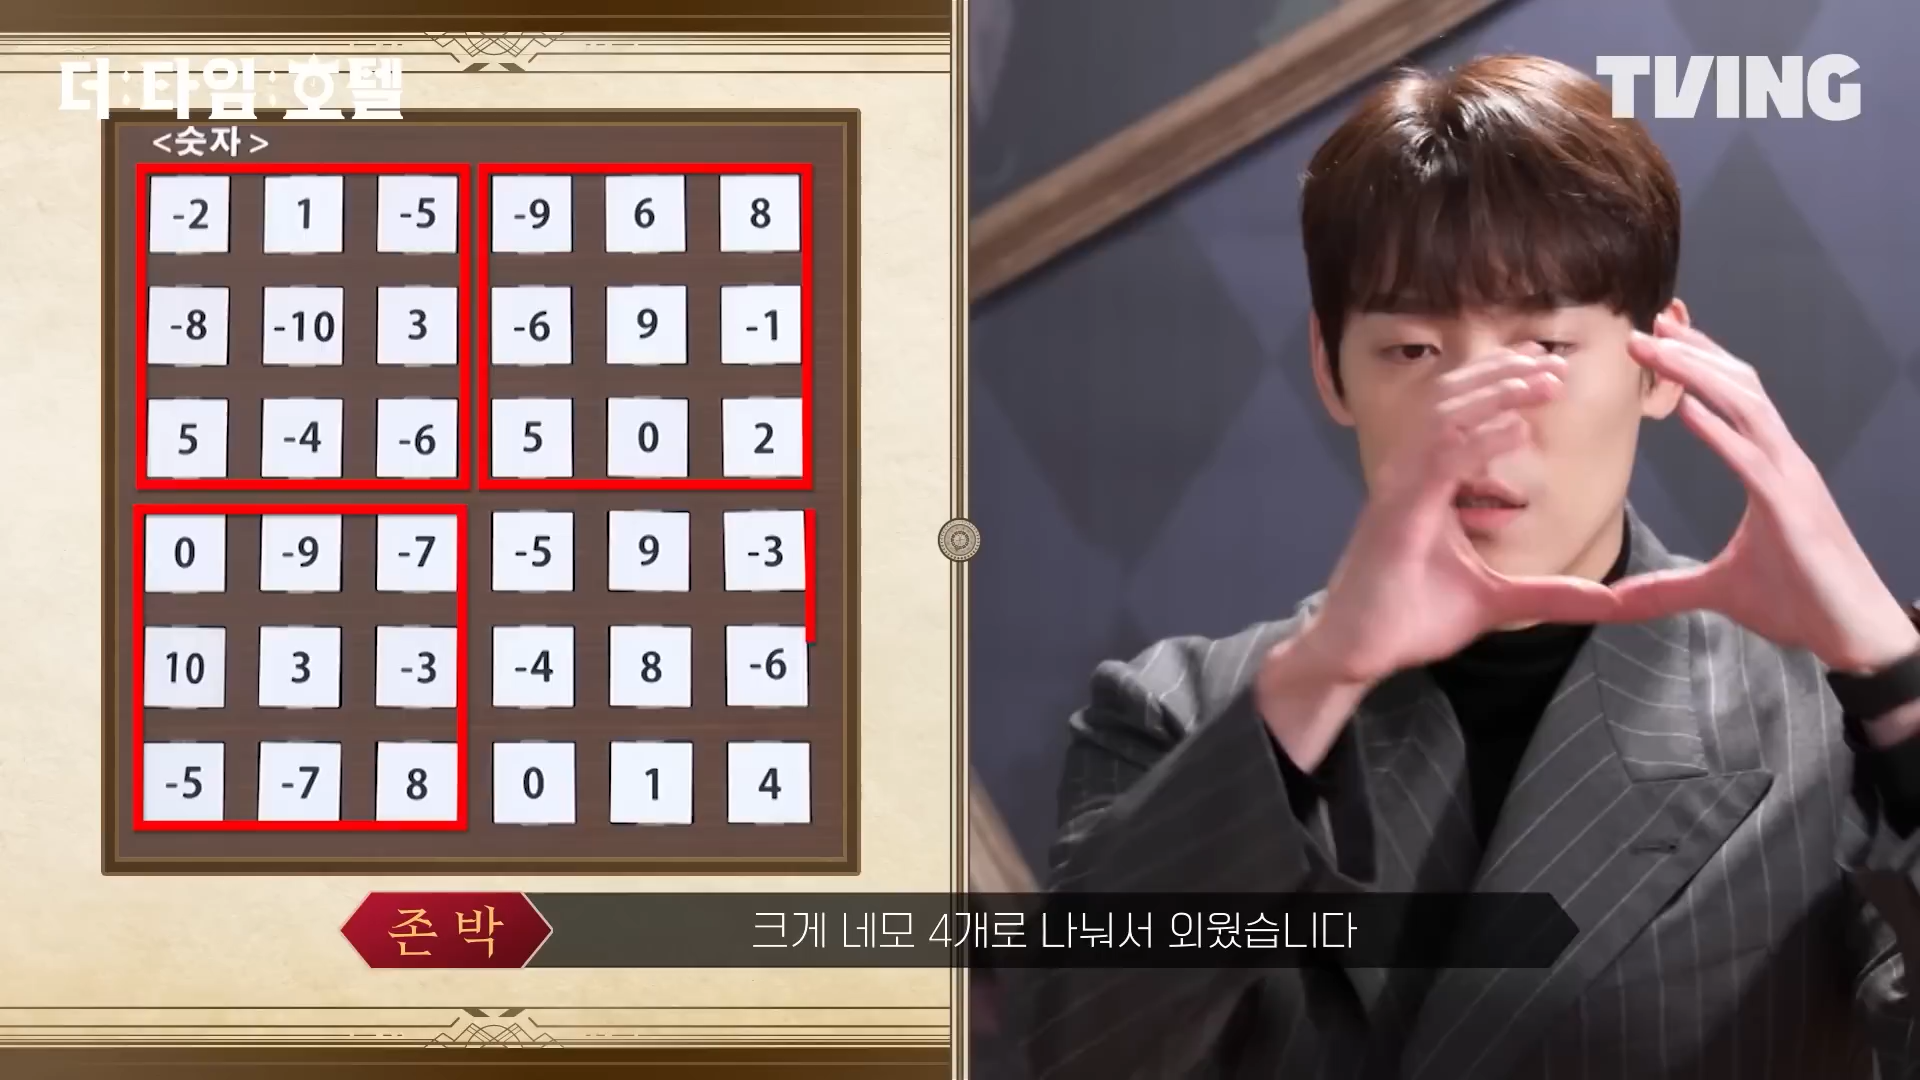 더:타임:호텔
TVING
<숫자>
-2 1 -5 -9 6 8
-8 -10 3 -6 9 -1
5 -4 -6 5 0 2
0 -9 -7 -5 9 -3
10 3 -3 -4 8 -6
-5 -7 8 0 1 4
존박 크게 네모 4개로 나눠서 외웠습니다